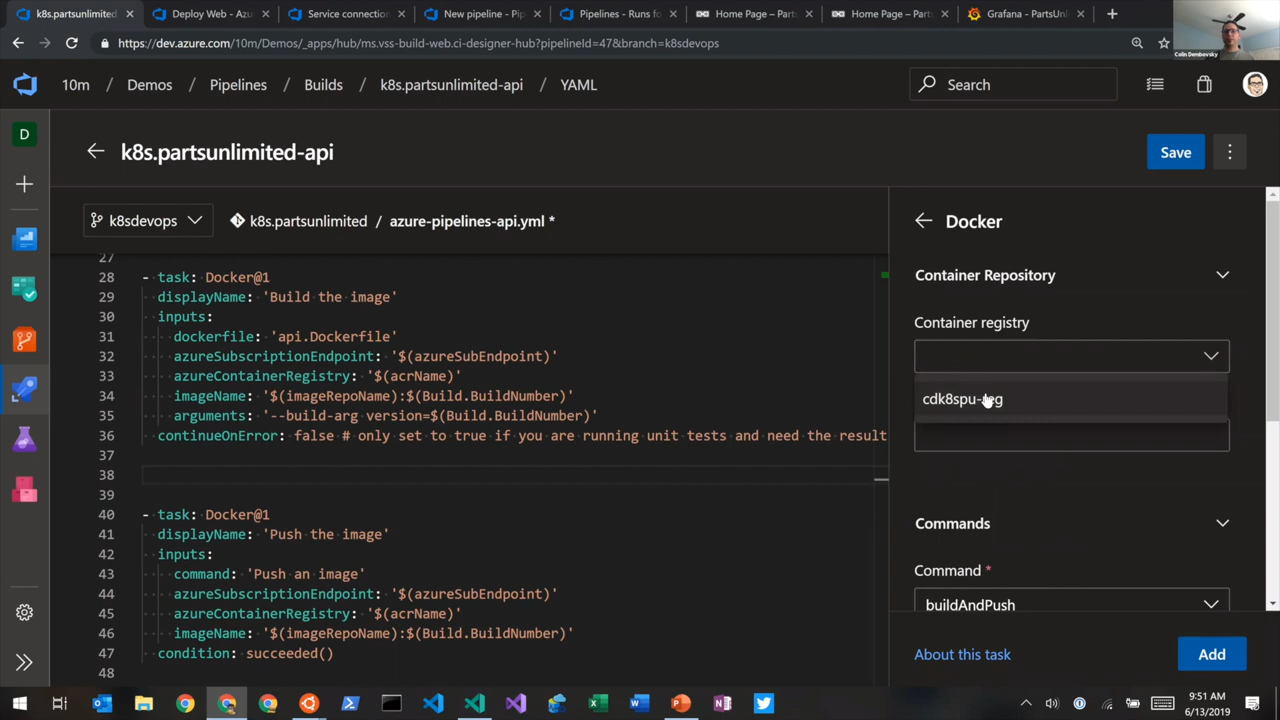 k8s.partsunlimited
Deploy Web - Azu
Service connection
New pipeline - Pip
Pipelines - Runs fo
Home Page – Parts
Home Page – Parts
Grafana - PartsUnl
https://dev.azure.com/10m/Demos/_apps/hub/ms.vss-build-web.ci-designer-hub?pipelineId=47&branch=k8sdevops
Colin Dembovsky
10m / Demos / Pipelines / Builds / k8s.partsunlimited-api / YAML
Search
D
k8s.partsunlimited-api
Save
k8sdevops
k8s.partsunlimited / azure-pipelines-api.yml *
27
28 - task: Docker@1
29 displayName: 'Build the image'
30 inputs:
31 dockerfile: 'api.Dockerfile'
32 azureSubscriptionEndpoint: '$(azureSubEndpoint)'
33 azureContainerRegistry: '$(acrName)'
34 imageName: '$(imageRepoName):$(Build.BuildNumber)'
35 arguments: '--build-arg version=$(Build.BuildNumber)'
36 continueOnError: false # only set to true if you are running unit tests and need the result
37
38
39
40 - task: Docker@1
41 displayName: 'Push the image'
42 inputs:
43 command: 'Push an image'
44 azureSubscriptionEndpoint: '$(azureSubEndpoint)'
45 azureContainerRegistry: '$(acrName)'
46 imageName: '$(imageRepoName):$(Build.BuildNumber)'
47 condition: succeeded()
48
Docker
Container Repository
Container registry
cdk8spu-reg
Commands
Command *
buildAndPush
About this task
Add
9:51 AM
6/13/2019